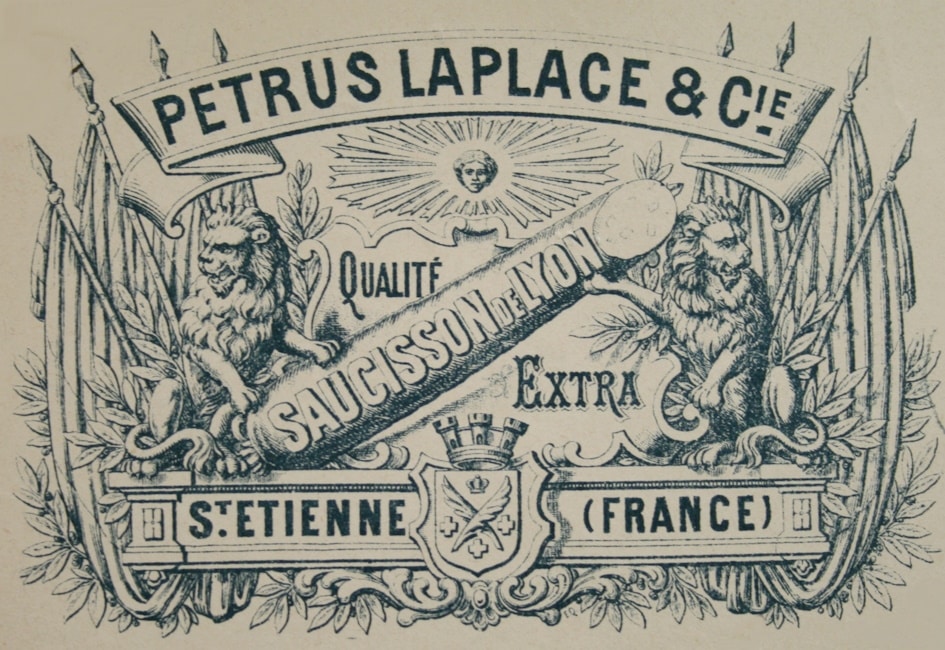 PETRUS LAPLACE & CIE
QUALITÉ
SAUCISSON DE LYON
EXTRA
ST. ETIENNE (FRANCE)